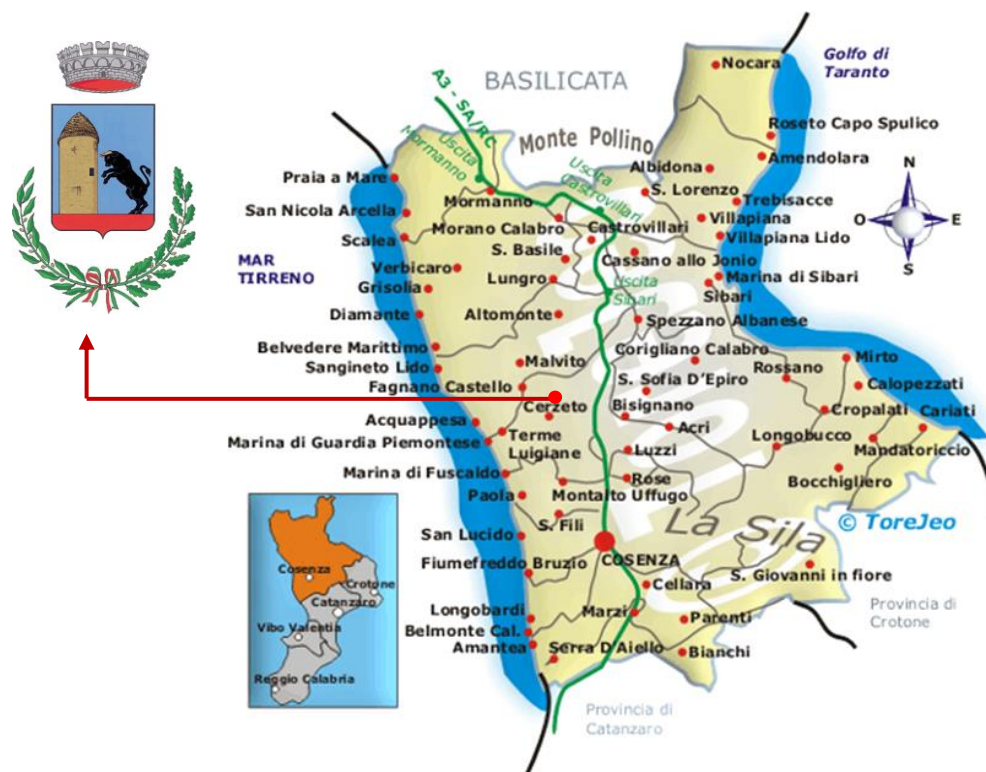 BASILICATA
Golfo di
Taranto
Nocara
A3 - SA/RC
Uscita
Mormanno
Monte Pollino
Uscita
Castrovillari
Roseto Capo Spulico
Amendolara
Albidona
Praia a Mare
S. Lorenzo
Mormanno
Trebisacce
San Nicola Arcella
Villapiana
Morano Calabro
Castrovillari
Villapiana Lido
Scalea
S. Basile
Cassano allo Jonio
N
O
E
S
MAR
TIRRENO
Verbicaro
Lungro
Uscita
Sibari
Marina di Sibari
Sibari
Grisolia
Diamante
Altomonte
Spezzano Albanese
Belvedere Marittimo
Malvito
Corigliano Calabro
Mirto
Sangineto Lido
Rossano
Fagnano Castello
S. Sofia D'Epiro
Calopezzati
Cerzeto
Bisignano
Cropalati
Cariati
Acquappesa
Acri
Terme
Luigiane
Marina di Guardia Piemontese
Longobucco
Mandatoriccio
Luzzi
Marina di Fuscaldo
Rose
Bocchigliero
Paola
Montalto Uffugo
S. Fili
La Sila
© ToreJeo
San Lucido
COSENZA
Fiumefreddo Bruzio
Cellara
S. Giovanni in fiore
Longobardi
Marzi
Parenti
Provincia di
Crotone
Belmonte Cal.
Amantea
Serra D'Aiello
Bianchi
Provincia di
Catanzaro
Cosenza
Crotone
Catanzaro
Vibo Valentia
Reggio Calabria